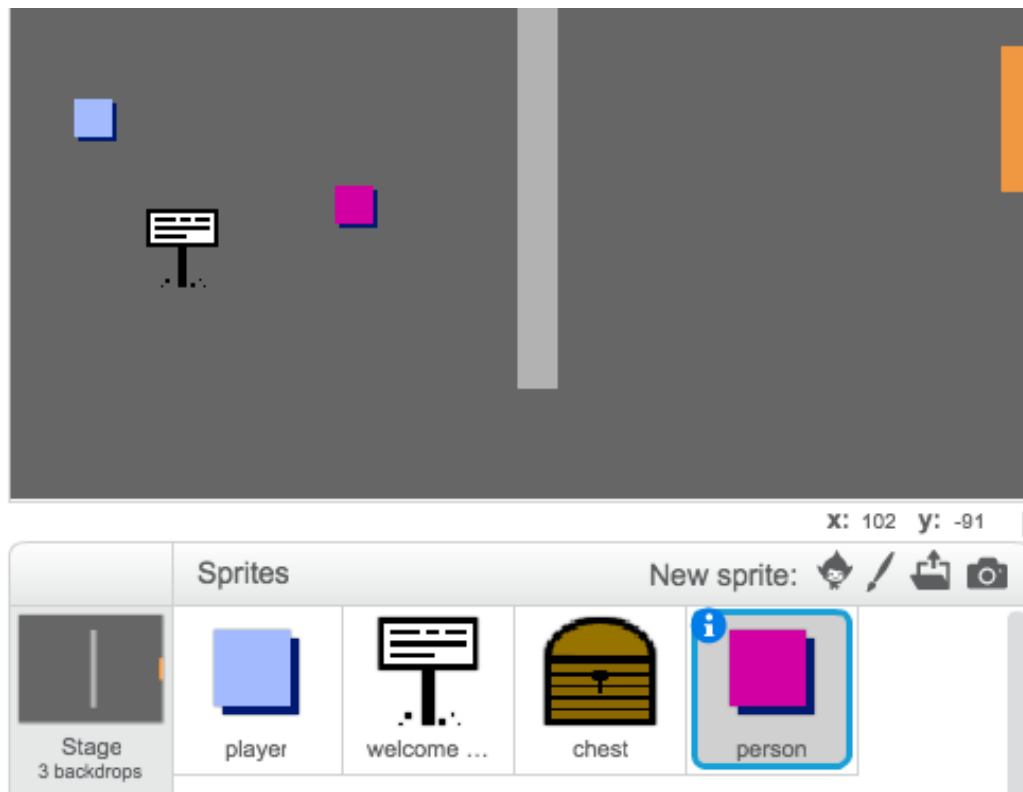 x: 102 y: -91
Sprites
New sprite:
Stage
3 backdrops
player
welcome ...
chest
person